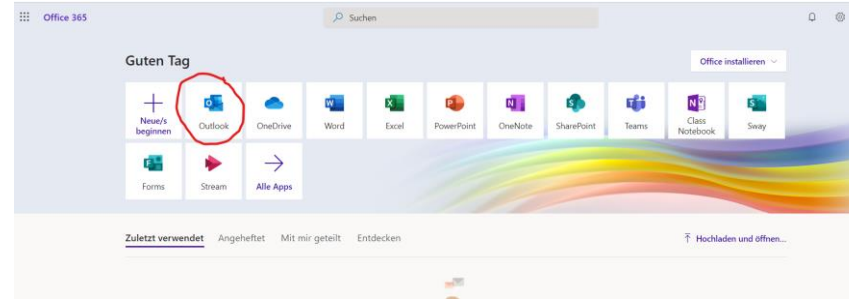 Office 365
Suchen
Guten Tag
Office installieren
Neue/s
beginnen
Outlook
OneDrive
Word
Excel
PowerPoint
OneNote
SharePoint
Teams
Class
Notebook
Sway
Forms
Stream
Alle Apps
Zuletzt verwendet
Angeheftet
Mit mir geteilt
Entdecken
Hochladen und öffnen...